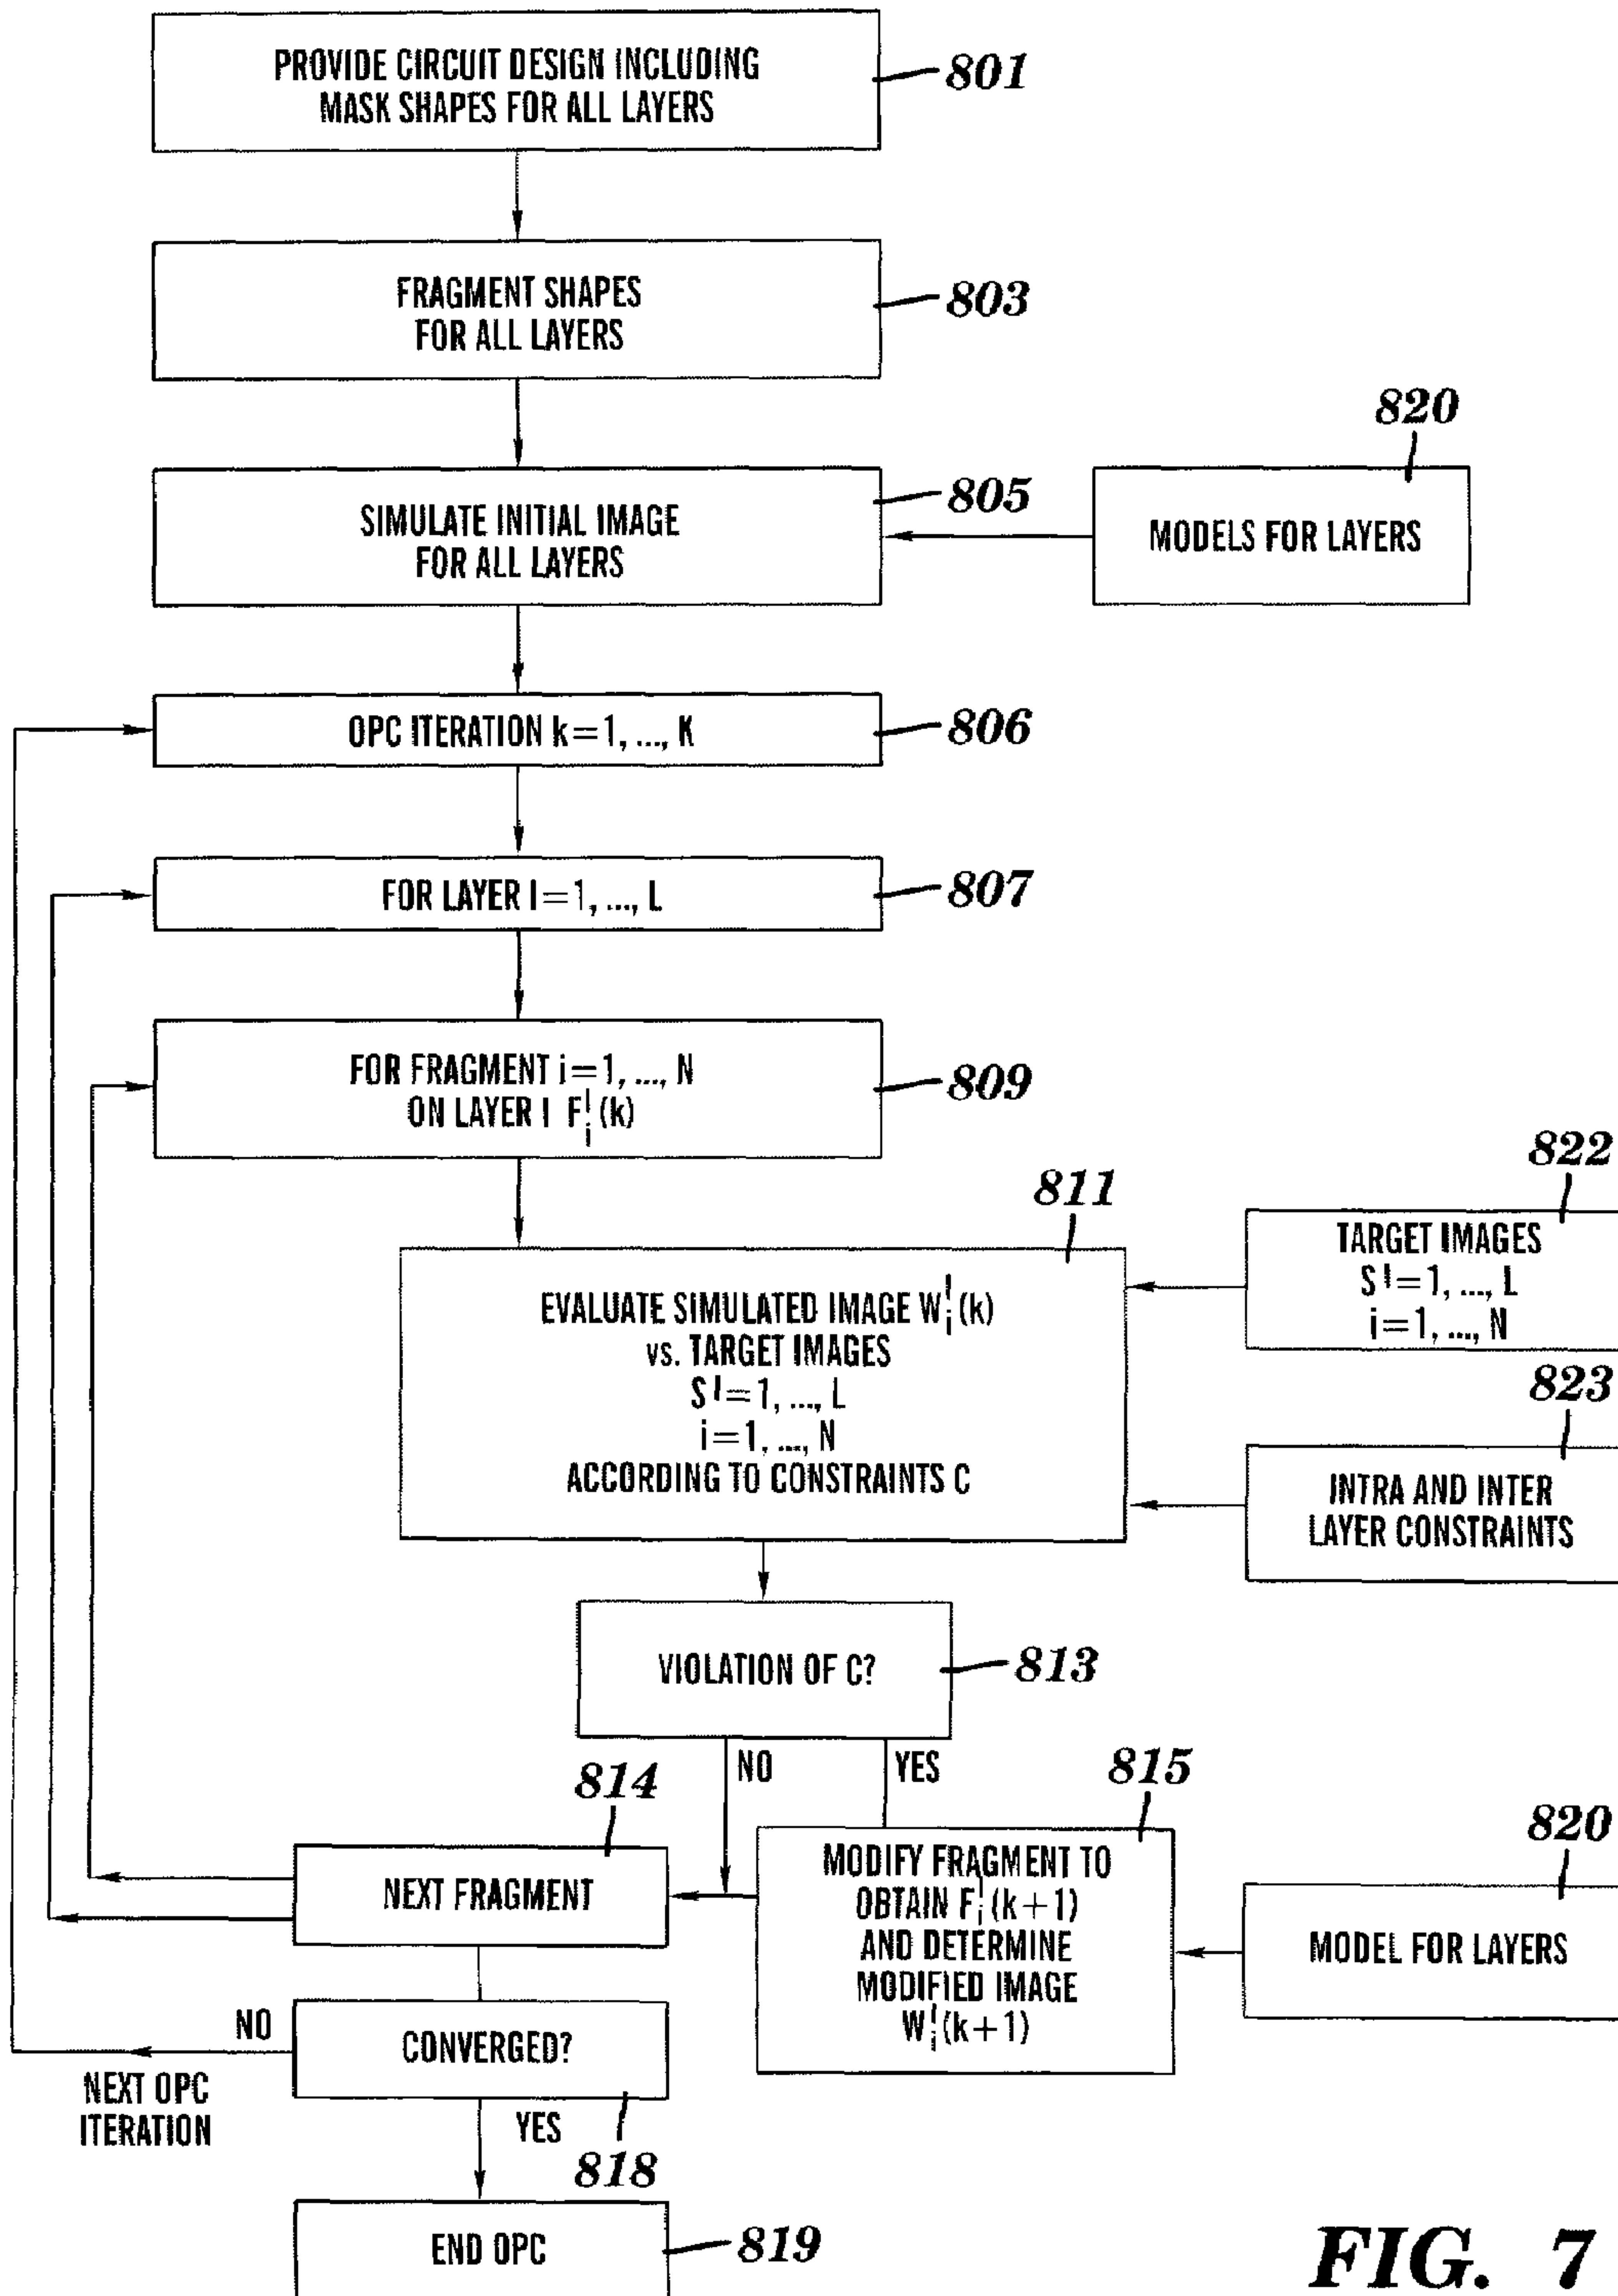 PROVIDE CIRCUIT DESIGN INCLUDING
MASK SHAPES FOR ALL LAYERS
801
FRAGMENT SHAPES
FOR ALL LAYERS
803
820
SIMULATE INITIAL IMAGE
FOR ALL LAYERS
805
MODELS FOR LAYERS
OPC ITERATION k=1, ..., K
806
FOR LAYER l=1, ..., L
807
FOR FRAGMENT i=1, ..., N
ON LAYER l F_i^l(k)
809
811
822
TARGET IMAGES
S^l=1, ..., L
i=1, ..., N
EVALUATE SIMULATED IMAGE W_i^l(k)
vs. TARGET IMAGES
S^l=1, ..., L
i=1, ..., N
ACCORDING TO CONSTRAINTS C
823
INTRA AND INTER
LAYER CONSTRAINTS
VIOLATION OF C?
813
NO
YES
814
815
820
NEXT FRAGMENT
MODIFY FRAGMENT TO
OBTAIN F_i^l(k+1)
AND DETERMINE
MODIFIED IMAGE
W_i^l(k+1)
MODEL FOR LAYERS
NO
CONVERGED?
NEXT OPC
ITERATION
YES
818
END OPC
819
FIG. 7